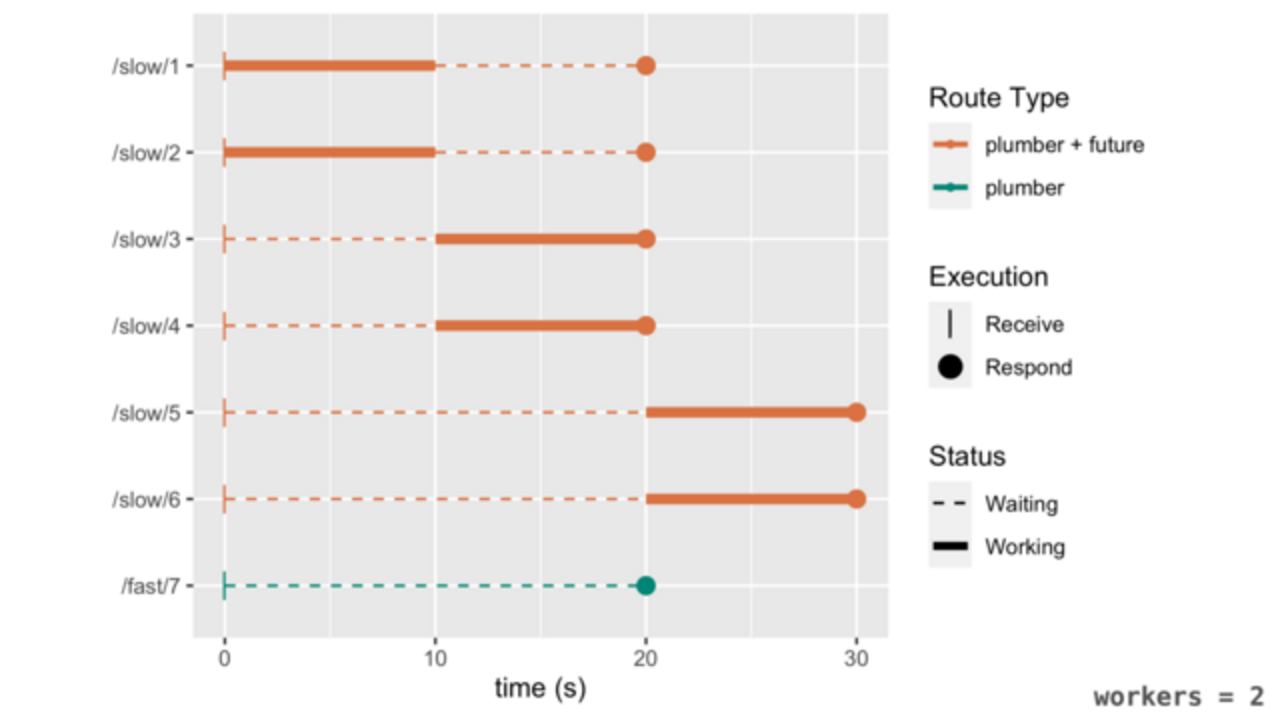 /slow/1
/slow/2
/slow/3
/slow/4
/slow/5
/slow/6
/fast/7
0 10 20 30
time (s)
Route Type
plumber + future
plumber
Execution
Receive
Respond
Status
Waiting
Working
workers = 2